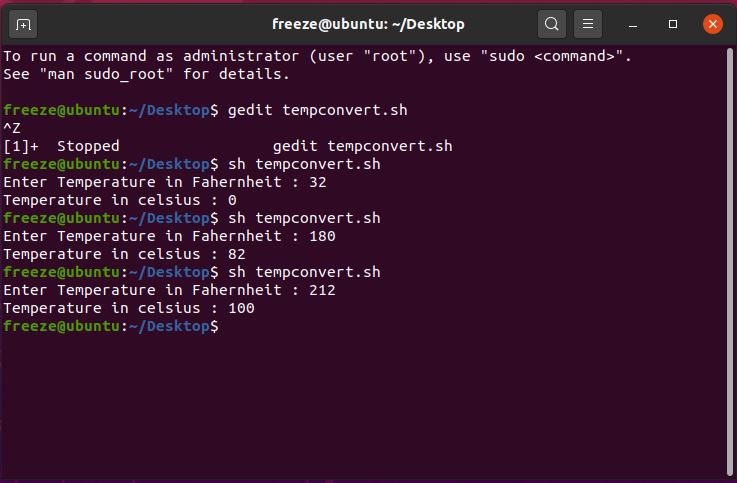 freeze@ubuntu: ~/Desktop
To run a command as administrator (user "root"), use "sudo <command>".
See "man sudo_root" for details.
freeze@ubuntu:~/Desktop$ gedit tempconvert.sh
^Z
[1]+  Stopped                 gedit tempconvert.sh
freeze@ubuntu:~/Desktop$ sh tempconvert.sh
Enter Temperature in Fahernheit : 32
Temperature in celsius : 0
freeze@ubuntu:~/Desktop$ sh tempconvert.sh
Enter Temperature in Fahernheit : 180
Temperature in celsius : 82
freeze@ubuntu:~/Desktop$ sh tempconvert.sh
Enter Temperature in Fahernheit : 212
Temperature in celsius : 100
freeze@ubuntu:~/Desktop$